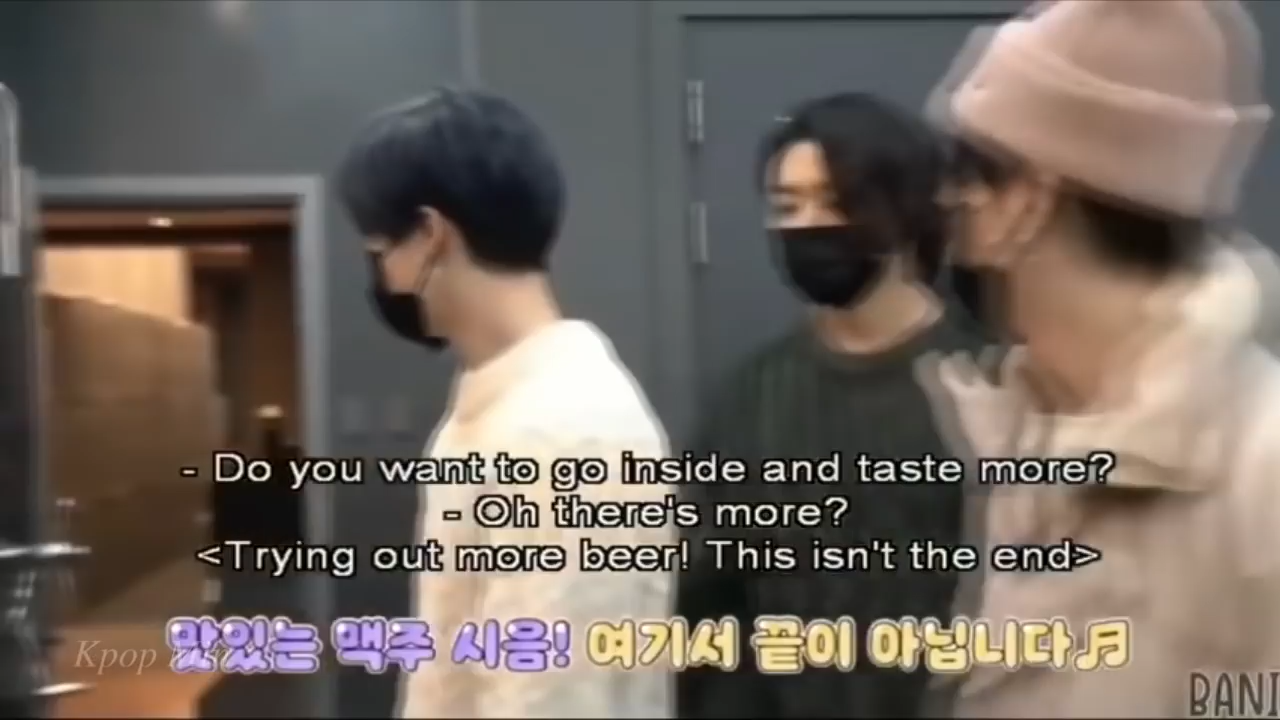 - Do you want to go inside and taste more?
- Oh there's more?
<Trying out more beer! This isn't the end>
맛있는 맥주 시음! 여기서 끝이 아닙니다♬
Kpop
BANI